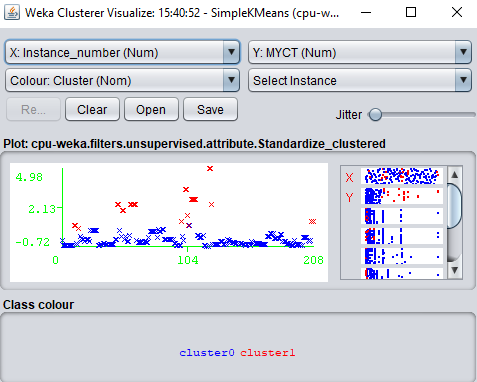 Weka Clusterer Visualize: 15:40:52 - SimpleKMeans (cpu-w...
X: Instance_number (Num) Y: MYCT (Num)
Colour: Cluster (Nom) Select Instance
Re... Clear Open Save Jitter
Plot: cpu-weka.filters.unsupervised.attribute.Standardize_clustered
4.98
2.13
-0.72
0 104 208
X
Y
Class colour
cluster0 cluster1